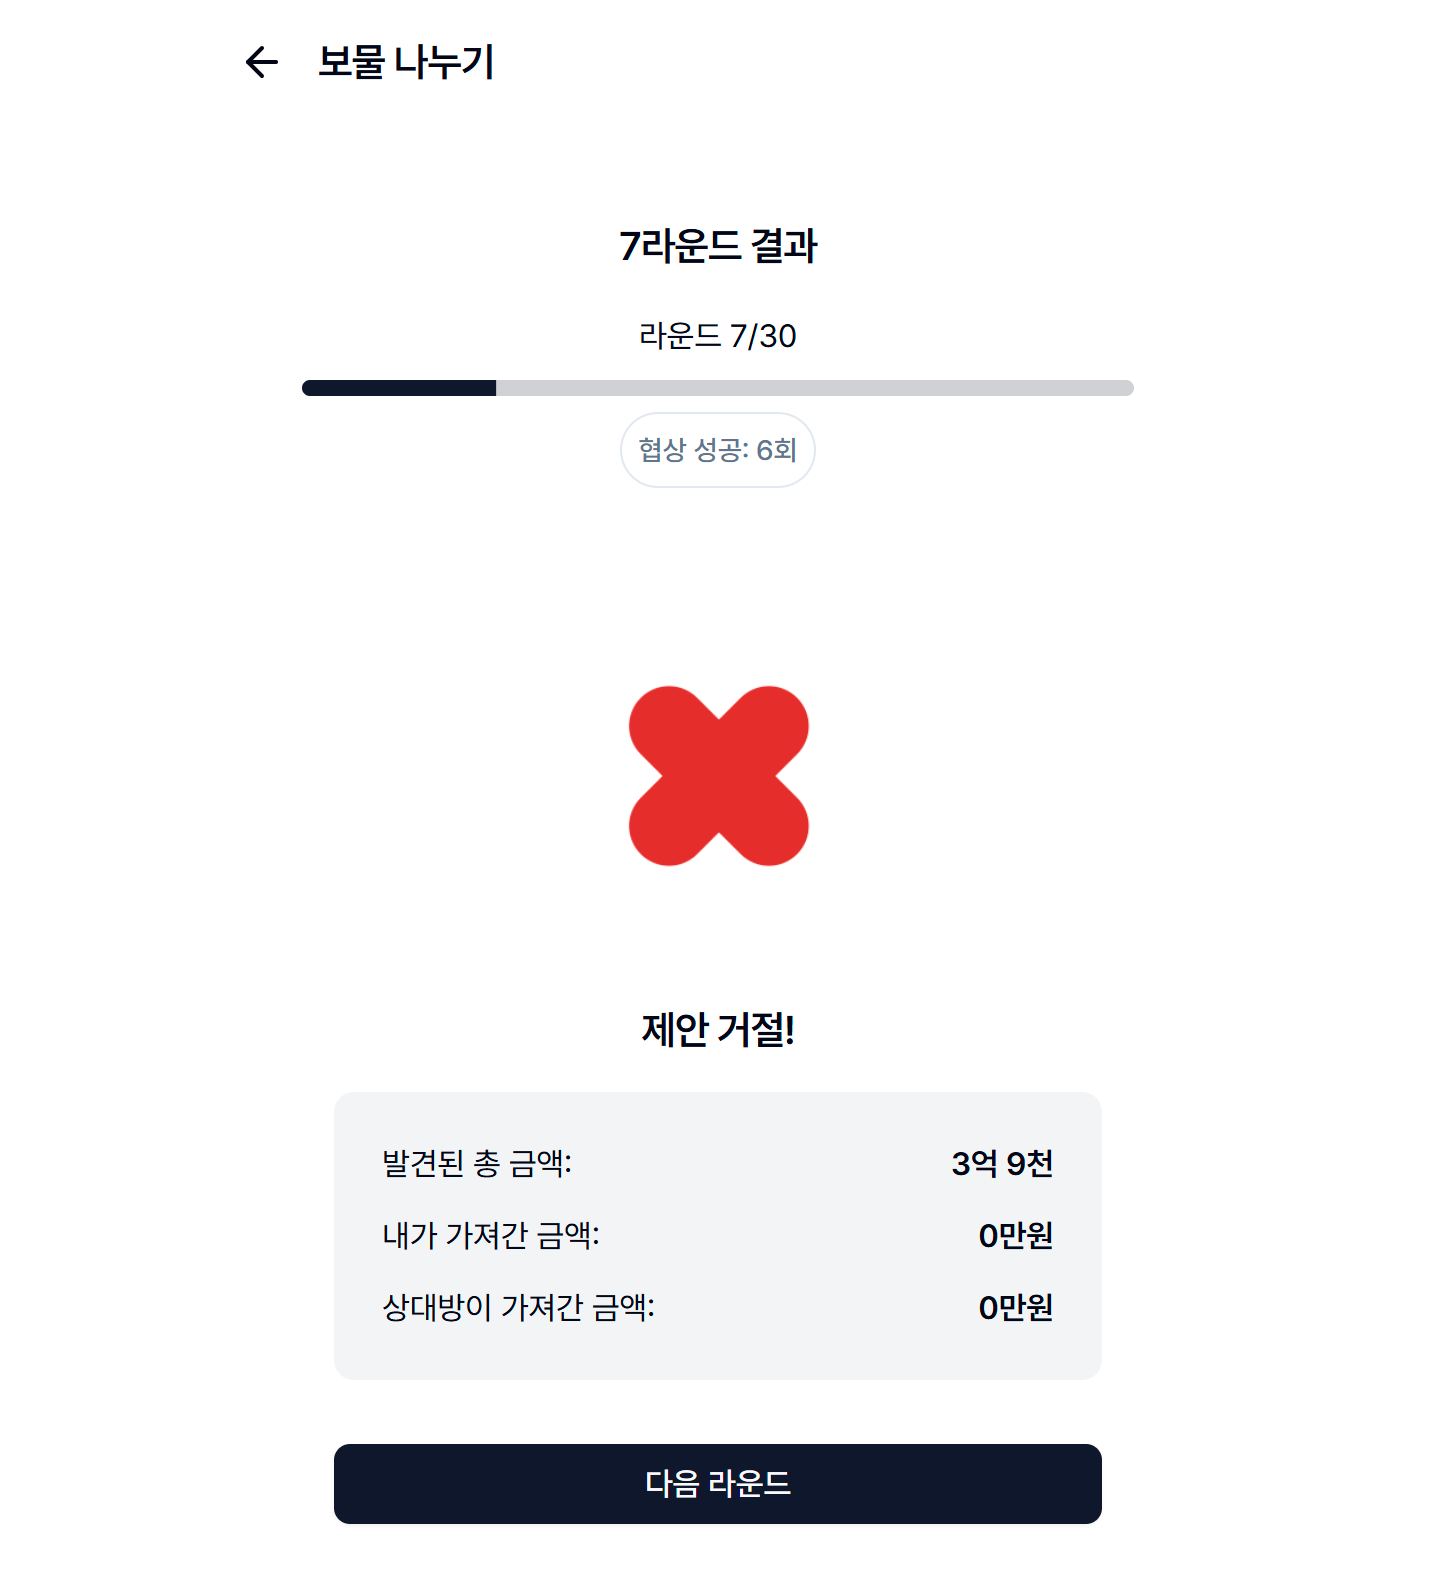 보물 나누기
7라운드 결과
라운드 7/30
협상 성공: 6회
제안 거절!
발견된 총 금액: 3억 9천
내가 가져간 금액: 0만원
상대방이 가져간 금액: 0만원
다음 라운드